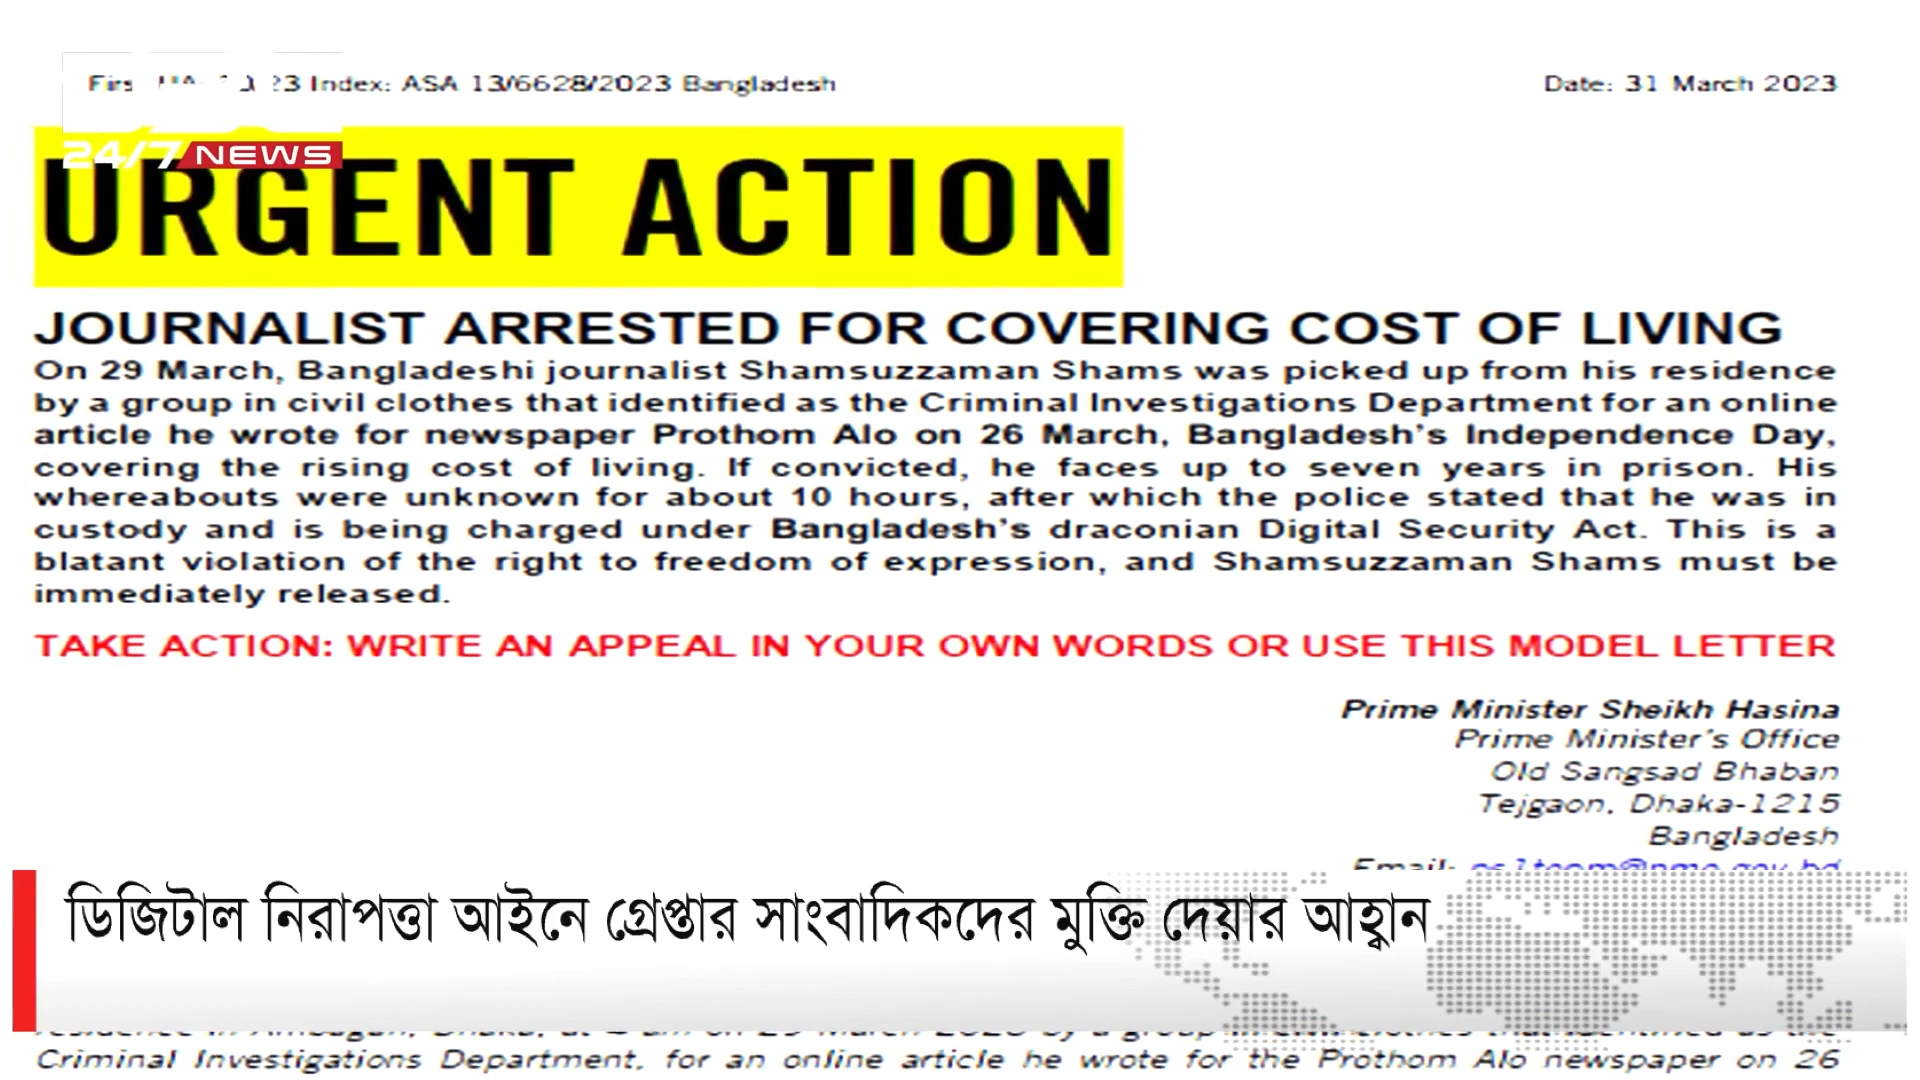 Index: ASA 13/6628/2023 Bangladesh
Date: 31 March 2023
24/7 NEWS
URGENT ACTION
JOURNALIST ARRESTED FOR COVERING COST OF LIVING
On 29 March, Bangladeshi journalist Shamsuzzaman Shams was picked up from his residence
by a group in civil clothes that identified as the Criminal Investigations Department for an online
article he wrote for newspaper Prothom Alo on 26 March, Bangladesh's Independence Day,
covering the rising cost of living. If convicted, he faces up to seven years in prison. His
whereabouts were unknown for about 10 hours, after which the police stated that he was in
custody and is being charged under Bangladesh's draconian Digital Security Act. This is a
blatant violation of the right to freedom of expression, and Shamsuzzaman Shams must be
immediately released.
TAKE ACTION: WRITE AN APPEAL IN YOUR OWN WORDS OR USE THIS MODEL LETTER
Prime Minister Sheikh Hasina
Prime Minister's Office
Old Sangsad Bhaban
Tejgaon, Dhaka-1215
Bangladesh
Email:
ডিজিটাল নিরাপত্তা আইনে গ্রেপ্তার সাংবাদিকদের মুক্তি দেয়ার আহ্বান
Criminal Investigations Department, for an online article he wrote for the Prothom Alo newspaper on 26